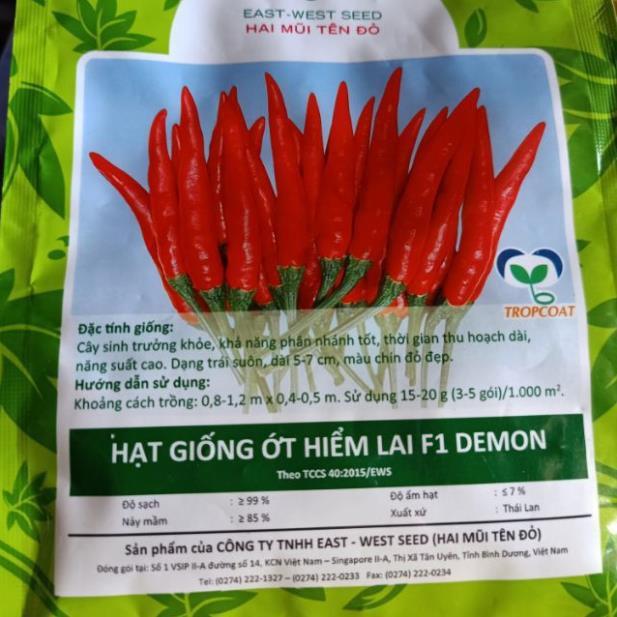 EAST-WEST SEED
HAI MŨI TÊN ĐỎ
TROPCOAT
Đặc tính giống:
Cây sinh trưởng khỏe, khả năng phân nhánh tốt, thời gian thu hoạch dài,
năng suất cao. Dạng trái suôn, dài 5-7 cm, màu chín đỏ đẹp.
Hướng dẫn sử dụng:
Khoảng cách trồng: 0,8-1,2 m x 0,4-0,5 m. Sử dụng 15-20 g (3-5 gói)/1.000 m².
HẠT GIỐNG ỚT HIỂM LAI F1 DEMON
Theo TCCS 40:2015/EWS
Độ sạch : ≥ 99 % Độ ẩm hạt : ≤ 7 %
Nảy mầm : ≥ 85 % Xuất xứ : Thái Lan
Sản phẩm của CÔNG TY TNHH EAST - WEST SEED (HAI MŨI TÊN ĐỎ)
Đóng gói tại: Số 1 VSIP II-A đường số 14, KCN Việt Nam – Singapore II-A, Thị Xã Tân Uyên, Tỉnh Bình Dương, Việt Nam
Tel: (0274) 222-1327 – (0274) 222-0233 Fax: (0274) 222-0234